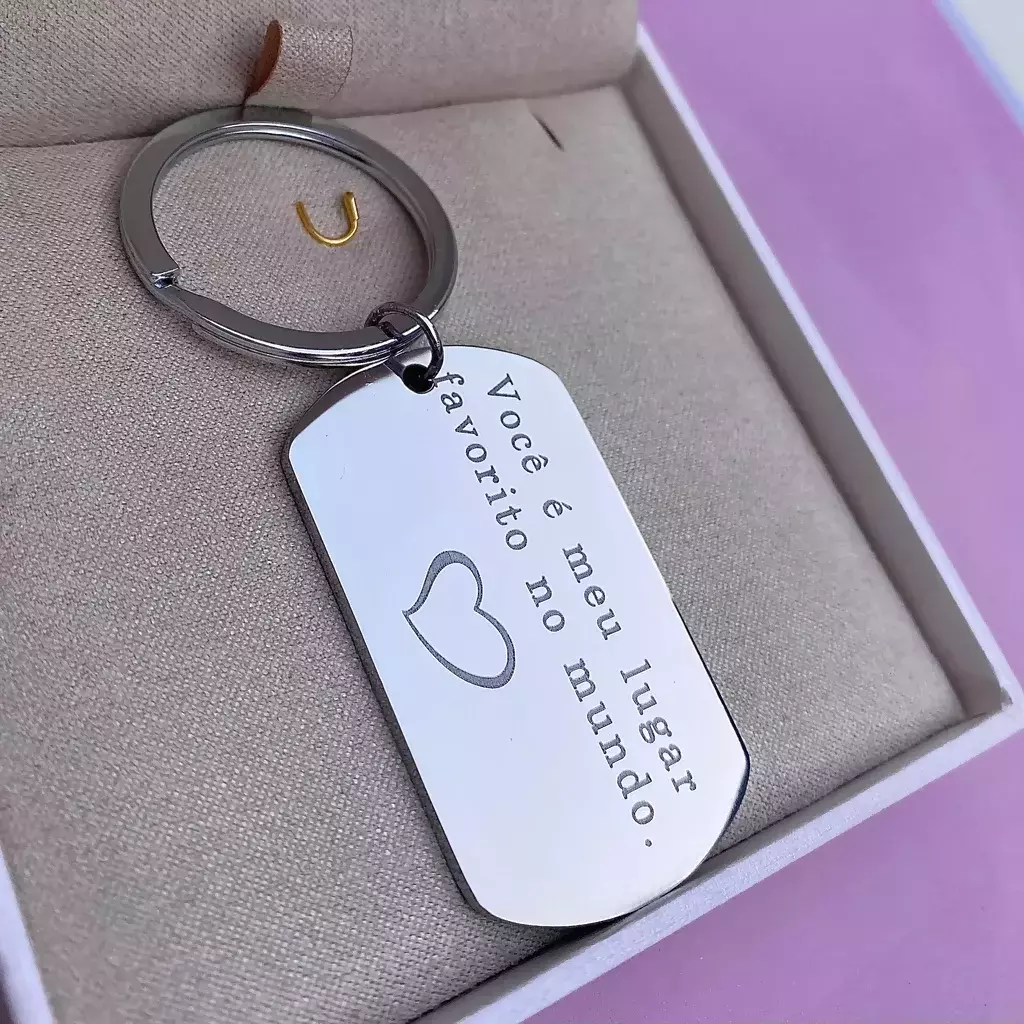 Você é meu lugar
favorito no mundo.